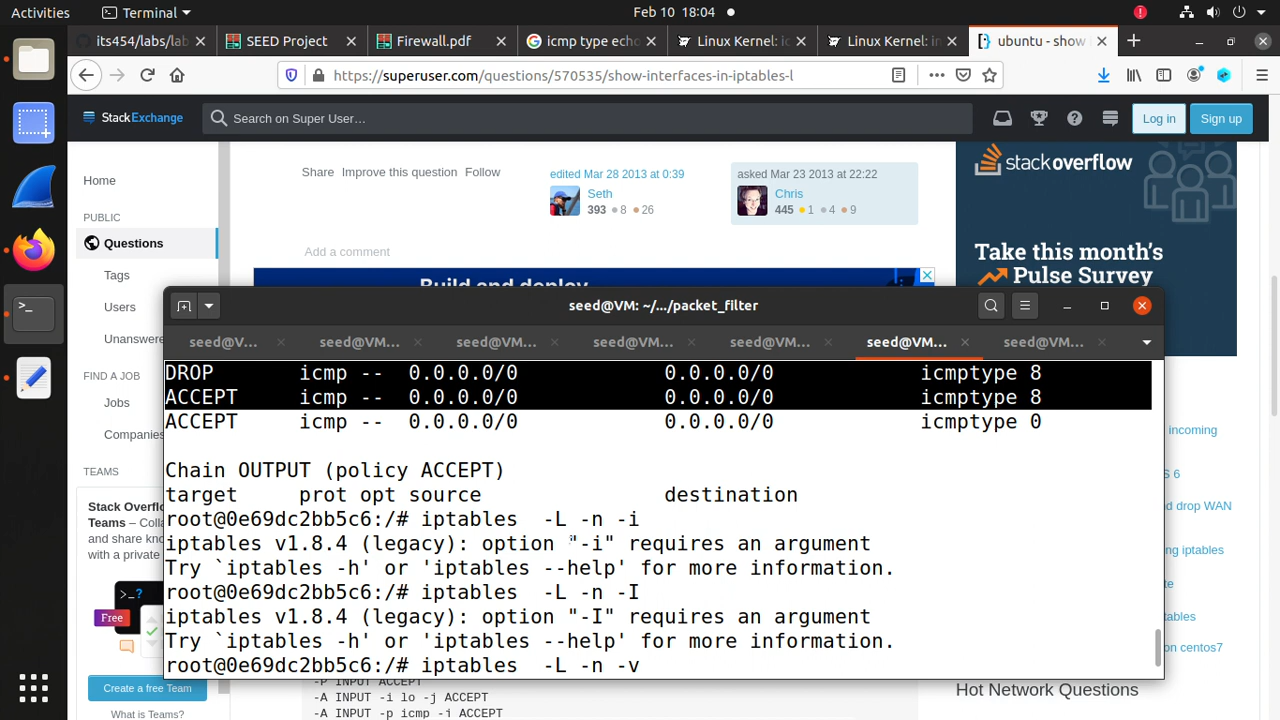 Activities
Terminal
Feb 10 18:04
its454/labs/lab
SEED Project
Firewall.pdf
icmp type echo
Linux Kernel: ic
Linux Kernel: in
ubuntu - show
https://superuser.com/questions/570535/show-interfaces-in-iptables-l
StackExchange
Search on Super User…
Log in
Sign up
Home
PUBLIC
Questions
Tags
Users
Unanswere
FIND A JOB
Jobs
Companies
TEAMS
Stack Overflo
Teams – Colla
and share know
with a private
Free
Create a free Team
What is Teams?
Share Improve this question Follow
edited Mar 28 2013 at 0:39
Seth
393 8 26
asked Mar 23 2013 at 22:22
Chris
445 1 4 9
Add a comment
Build and deploy
stackoverflow
Take this month's
Pulse Survey
incoming
S 6
d drop WAN
ng iptables
te
tables
on centos7
Hot Network Questions
seed@VM: ~/.../packet_filter
seed@V...
seed@VM...
seed@VM...
seed@VM...
seed@VM...
seed@VM...
seed@VM...
DROP icmp -- 0.0.0.0/0 0.0.0.0/0 icmptype 8
ACCEPT icmp -- 0.0.0.0/0 0.0.0.0/0 icmptype 8
ACCEPT icmp -- 0.0.0.0/0 0.0.0.0/0 icmptype 0
Chain OUTPUT (policy ACCEPT)
target prot opt source destination
root@0e69dc2bb5c6:/# iptables -L -n -i
iptables v1.8.4 (legacy): option "-i" requires an argument
Try `iptables -h' or 'iptables --help' for more information.
root@0e69dc2bb5c6:/# iptables -L -n -I
iptables v1.8.4 (legacy): option "-I" requires an argument
Try `iptables -h' or 'iptables --help' for more information.
root@0e69dc2bb5c6:/# iptables -L -n -v
-P INPUT ACCEPT
-A INPUT -i lo -j ACCEPT
-A INPUT -p icmp -j ACCEPT